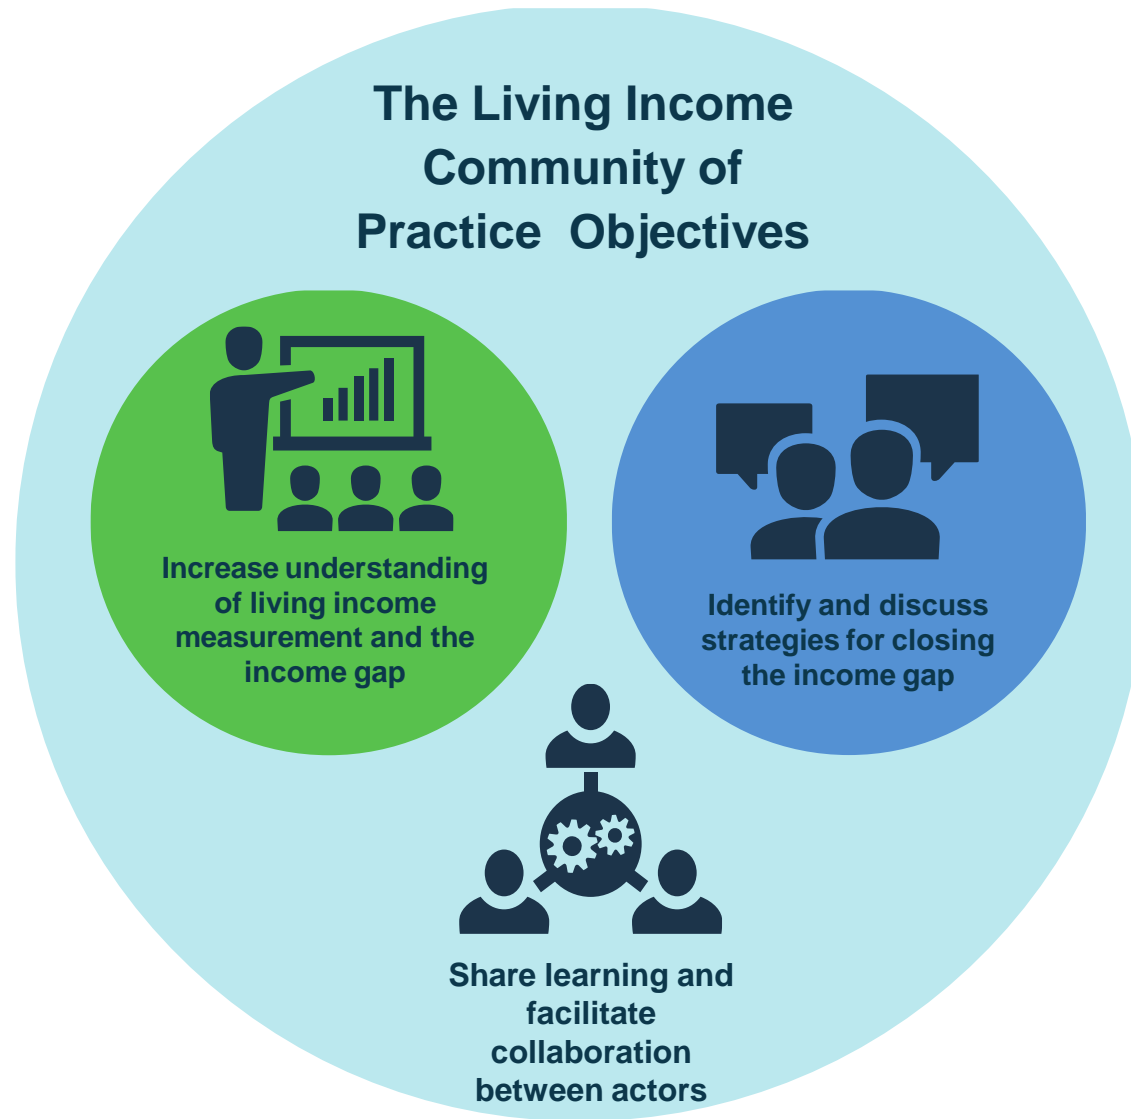 The Living Income
Community of
Practice  Objectives
Increase understanding
of living income
measurement and the
income gap
Identify and discuss
strategies for closing
the income gap
Share learning and
facilitate
collaboration
between actors